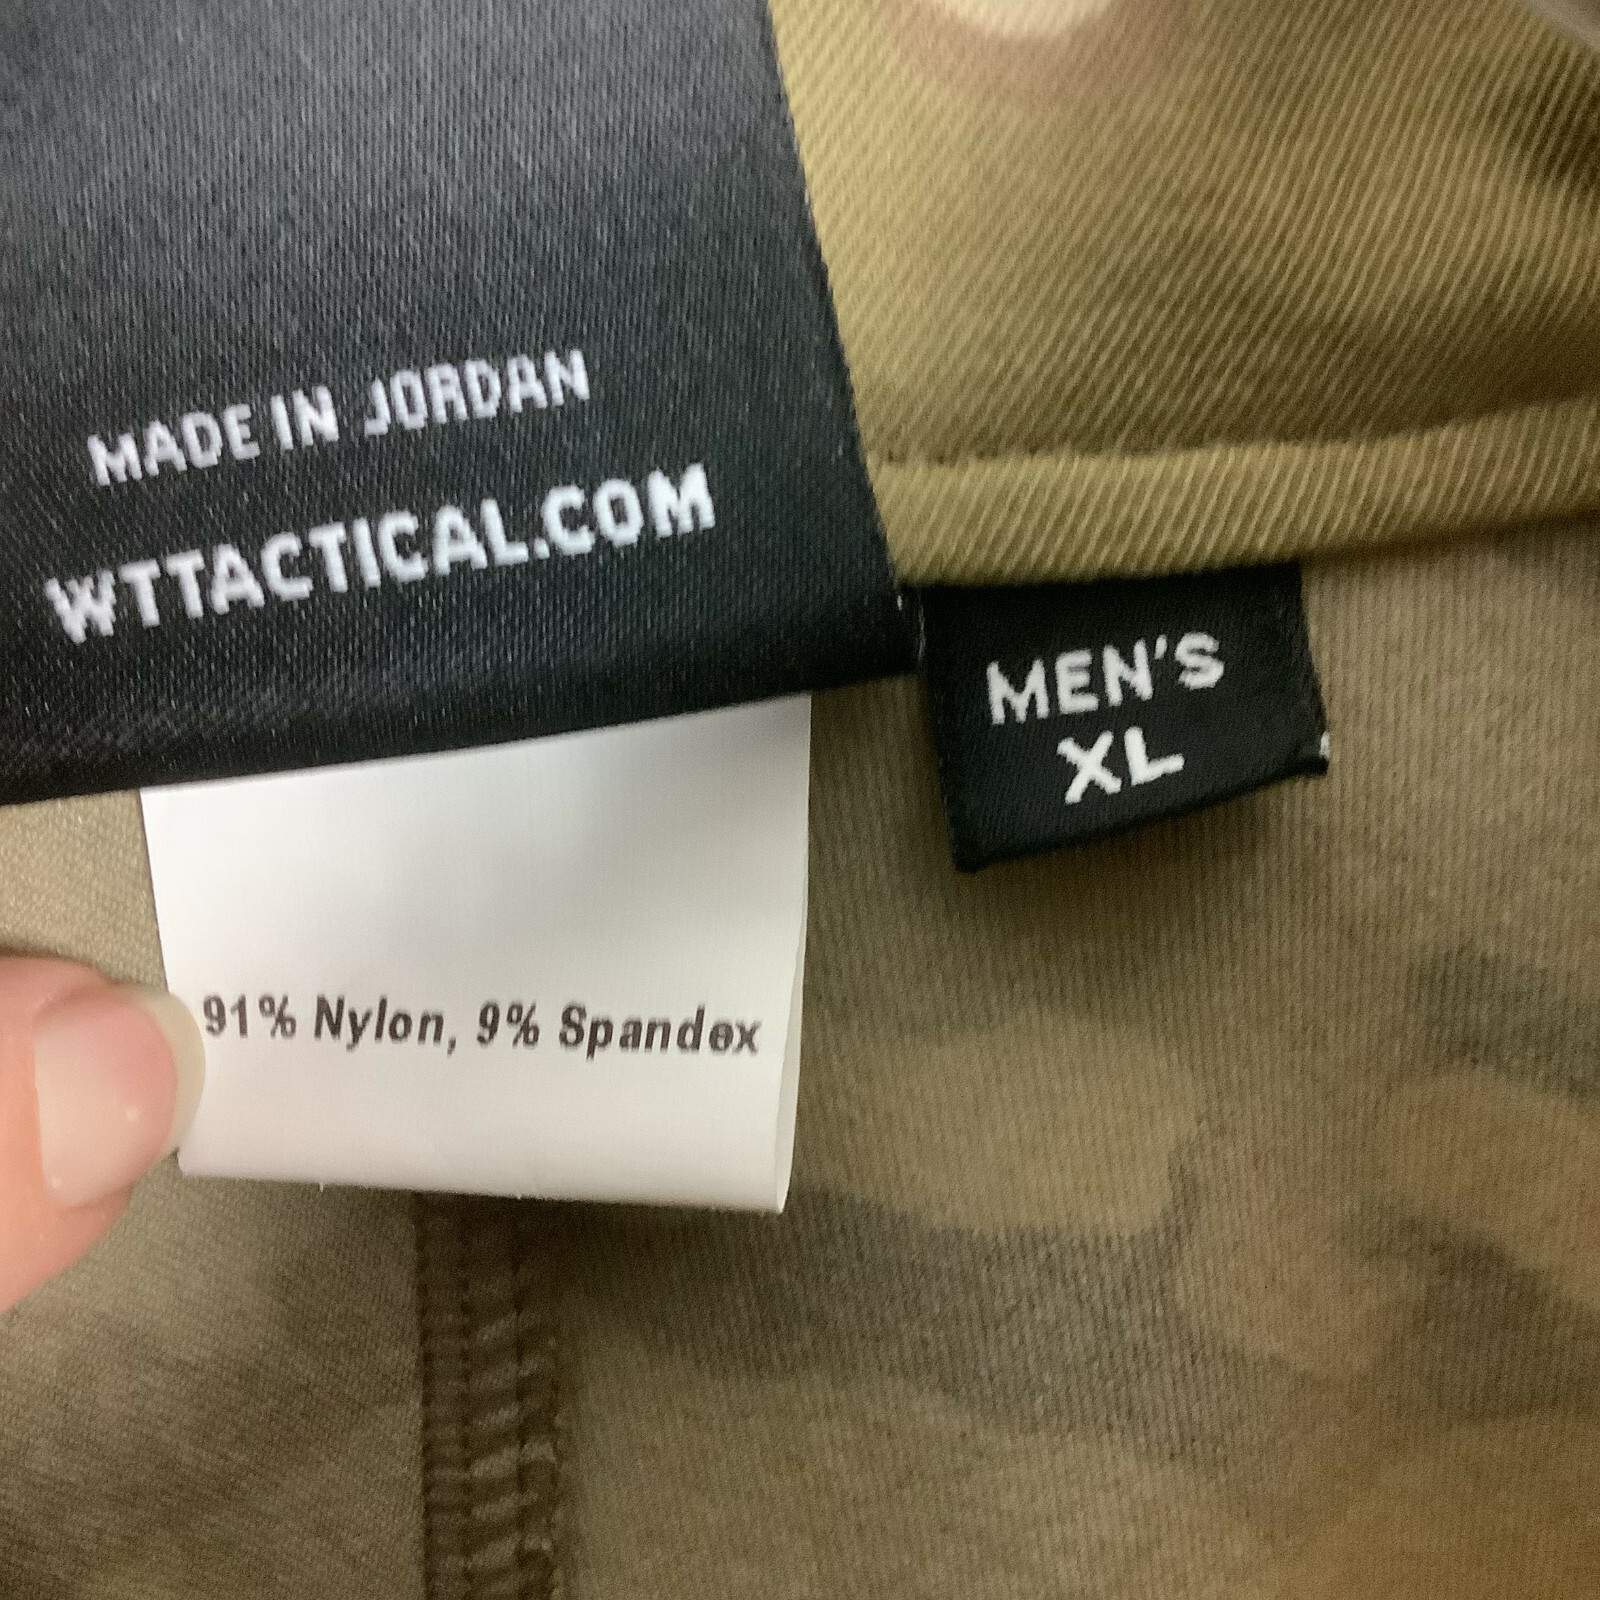 MADE IN JORDAN
WTTACTICAL.COM
MEN'S
XL
91% Nylon, 9% Spandex